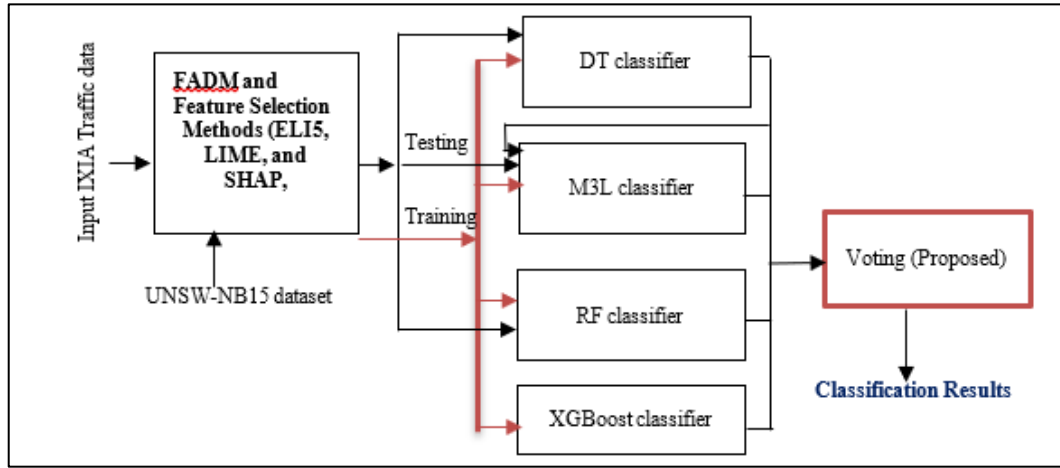 Input IXIA Traffic data
FADM and
Feature Selection
Methods (ELI5,
LIME, and
SHAP,
UNSW-NB15 dataset
Testing
Training
DT classifier
M3L classifier
RF classifier
XGBoost classifier
Voting (Proposed)
Classification Results